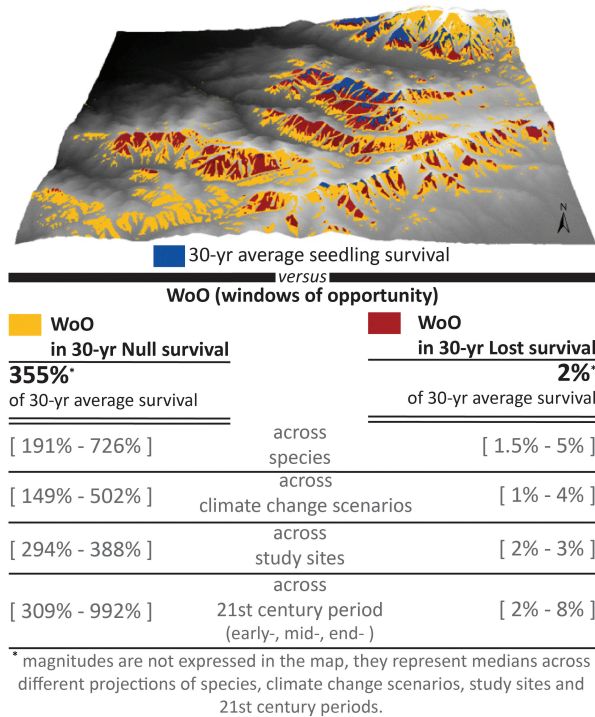 N
30-yr average seedling survival
versus
WoO (windows of opportunity)
WoO
in 30-yr Null survival
355%*
of 30-yr average survival
WoO
in 30-yr Lost survival
2%*
of 30-yr average survival
[ 191% - 726% ] across species [ 1.5% - 5% ]
[ 149% - 502% ] across climate change scenarios [ 1% - 4% ]
[ 294% - 388% ] across study sites [ 2% - 3% ]
[ 309% - 992% ] across 21st century period (early-, mid-, end- ) [ 2% - 8% ]
* magnitudes are not expressed in the map, they represent medians across
different projections of species, climate change scenarios, study sites and
21st century periods.